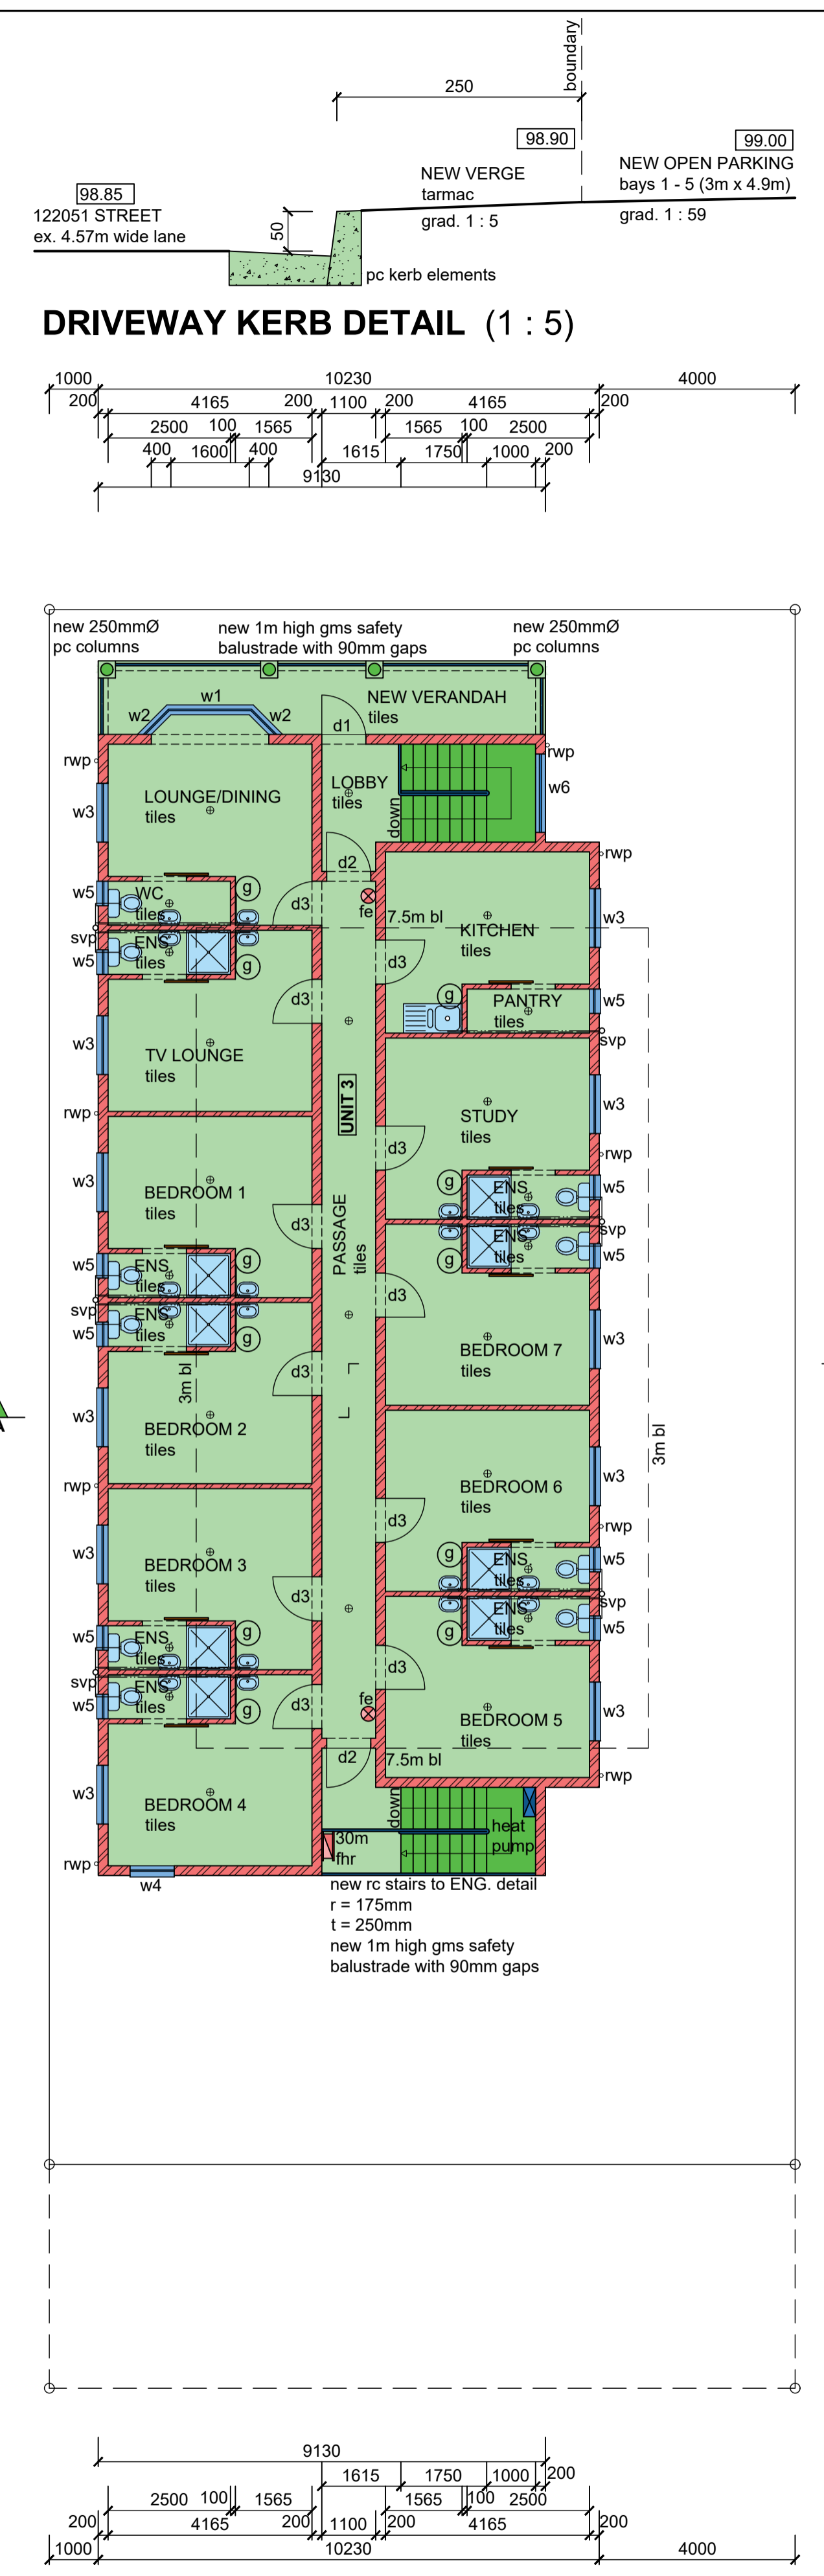 boundary
250
98.90
99.00
NEW VERGE
tarmac
grad. 1 : 5
NEW OPEN PARKING
bays 1 - 5 (3m x 4.9m)
grad. 1 : 59
98.85
122051 STREET
ex. 4.57m wide lane
50
pc kerb elements
DRIVEWAY KERB DETAIL (1 : 5)
1000 10230 4000
200 4165 200 1100 200 4165 200
2500 100 1565 1565 100 2500
400 1600 400 1615 1750 1000 200
9130
new 250mmØ
pc columns
new 1m high gms safety
balustrade with 90mm gaps
new 250mmØ
pc columns
NEW VERANDAH
tiles
w1
w2 w2
d1
rwp
rwp
LOUNGE/DINING
tiles
LOBBY
tiles
w6
w3
down
d2
rwp
w5
WC
tiles
g
d3
fe
7.5m bl
KITCHEN
tiles
w3
svp
ENS
tiles
w5
g
d3
d3
g
PANTRY
tiles
w5
svp
w3
TV LOUNGE
tiles
UNIT 3
STUDY
tiles
w3
rwp
d3
rwp
w3
BEDROOM 1
tiles
PASSAGE
tiles
d3
g
ENS
tiles
w5
svp
g
ENS
tiles
w5
w5
ENS
tiles
g
svp
ENS
tiles
w5
g
d3
BEDROOM 7
tiles
w3
3m bl
d3
w3
BEDROOM 2
tiles
A
3m bl
rwp
BEDROOM 6
tiles
w3
d3
rwp
w3
BEDROOM 3
tiles
d3
g
ENS
tiles
w5
svp
g
ENS
tiles
w5
w5
ENS
tiles
g
svp
ENS
tiles
w5
g
d3
d3
fe
BEDROOM 5
tiles
w3
d2
7.5m bl
rwp
w3
BEDROOM 4
tiles
down
heat
pump
30m
fhr
rwp
w4
new rc stairs to ENG. detail
r = 175mm
t = 250mm
new 1m high gms safety
balustrade with 90mm gaps
9130
1615 1750 1000 200
2500 100 1565 1565 100 2500
200 4165 200 1100 200 4165 200
1000 10230 4000